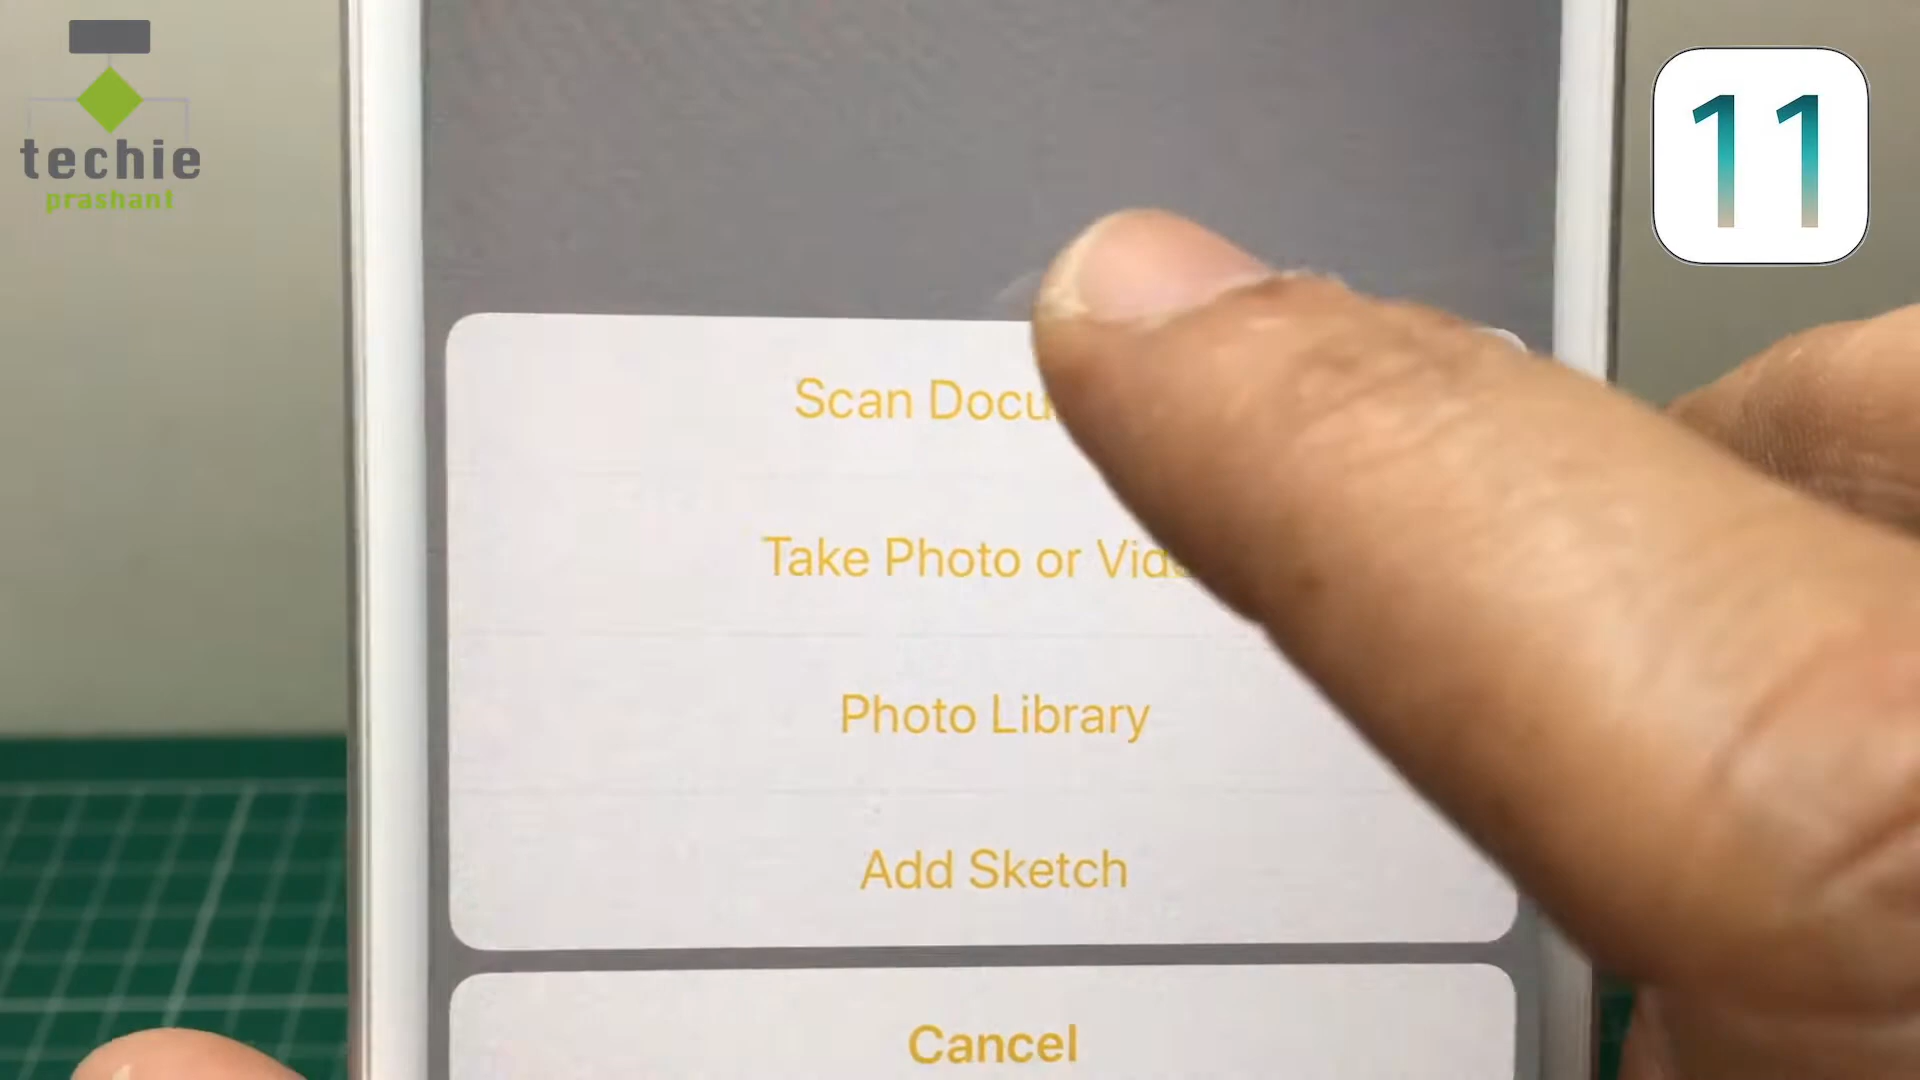 techie
prashant
11
Scan Docu
Take Photo or Vid
Photo Library
Add Sketch
Cancel